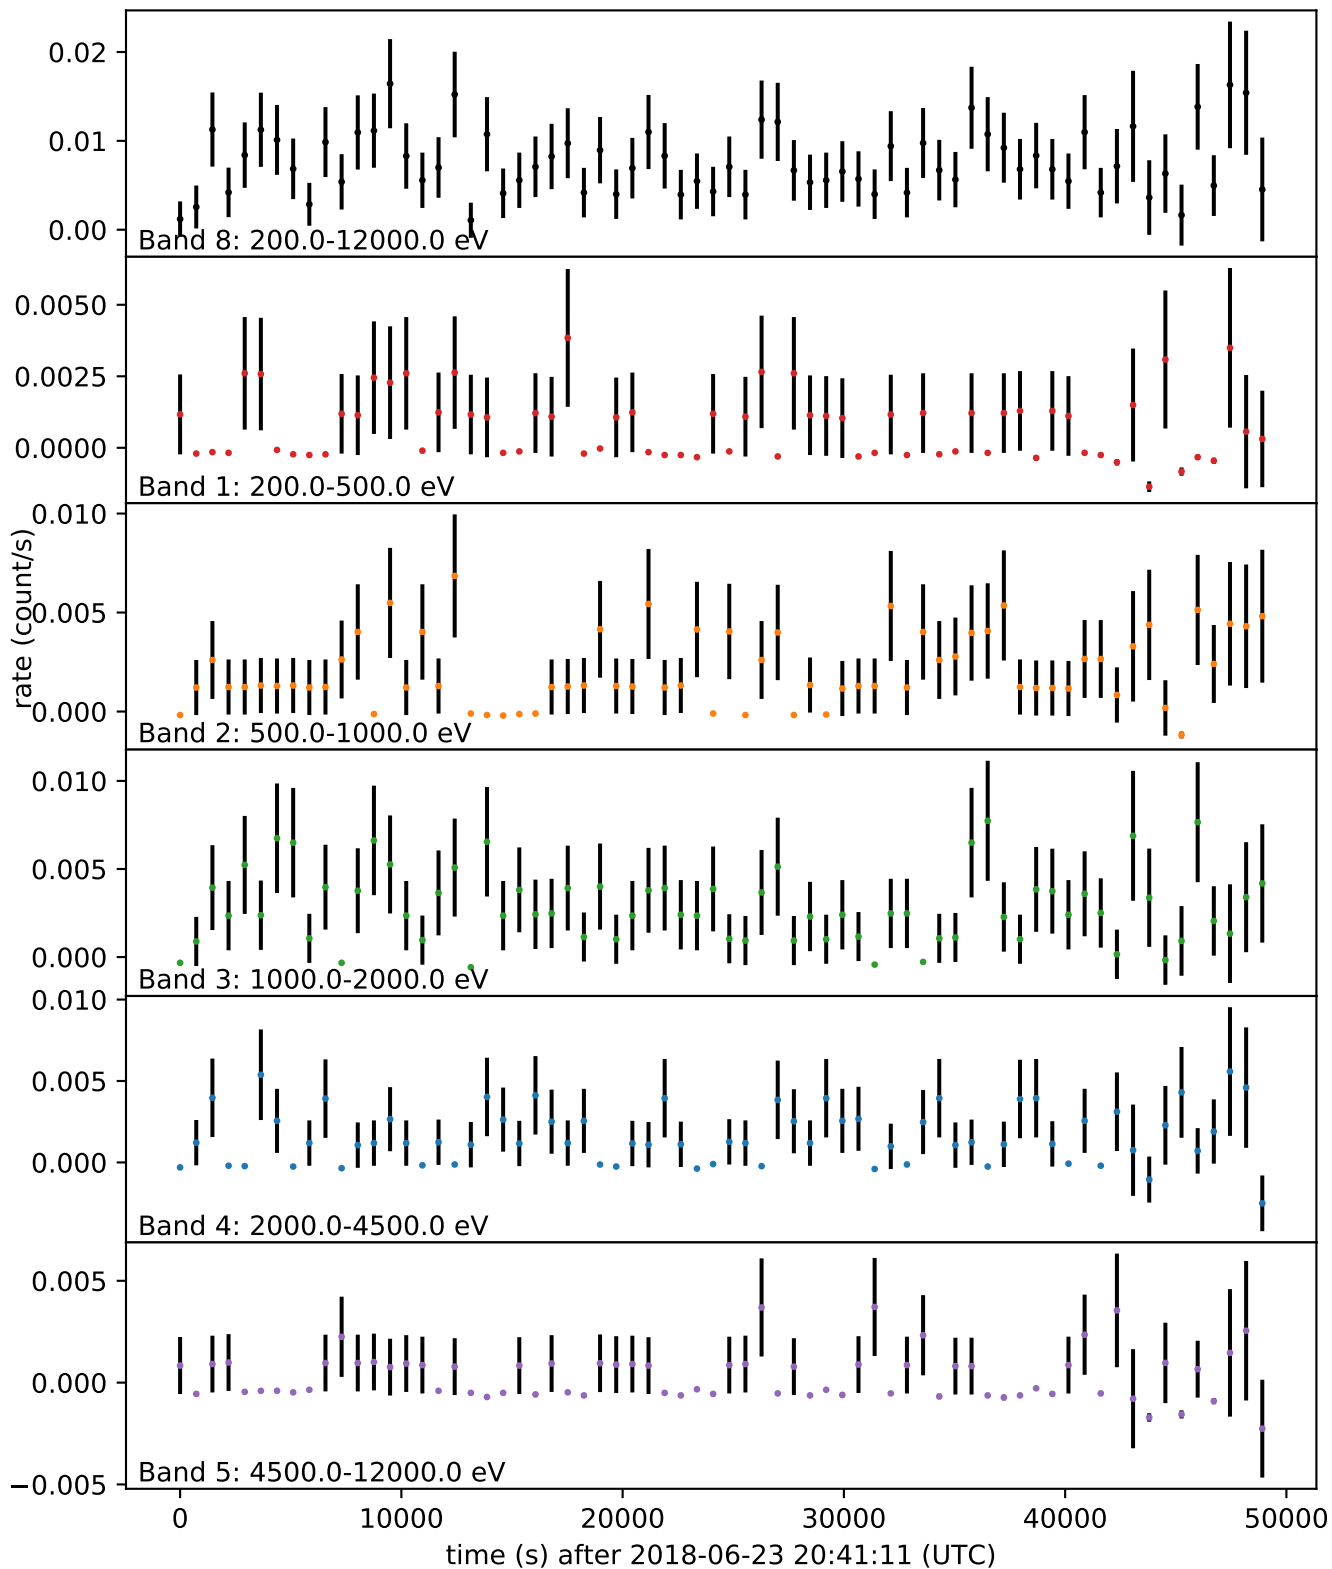 0.02
0.01
0.00
Band 8: 200.0-12000.0 eV
0.0050
0.0025
0.0000
Band 1: 200.0-500.0 eV
rate (count/s)
0.010
0.005
0.000
Band 2: 500.0-1000.0 eV
0.010
0.005
0.000
Band 3: 1000.0-2000.0 eV
0.010
0.005
0.000
Band 4: 2000.0-4500.0 eV
0.005
0.000
−0.005
Band 5: 4500.0-12000.0 eV
0 10000 20000 30000 40000 50000
time (s) after 2018-06-23 20:41:11 (UTC)